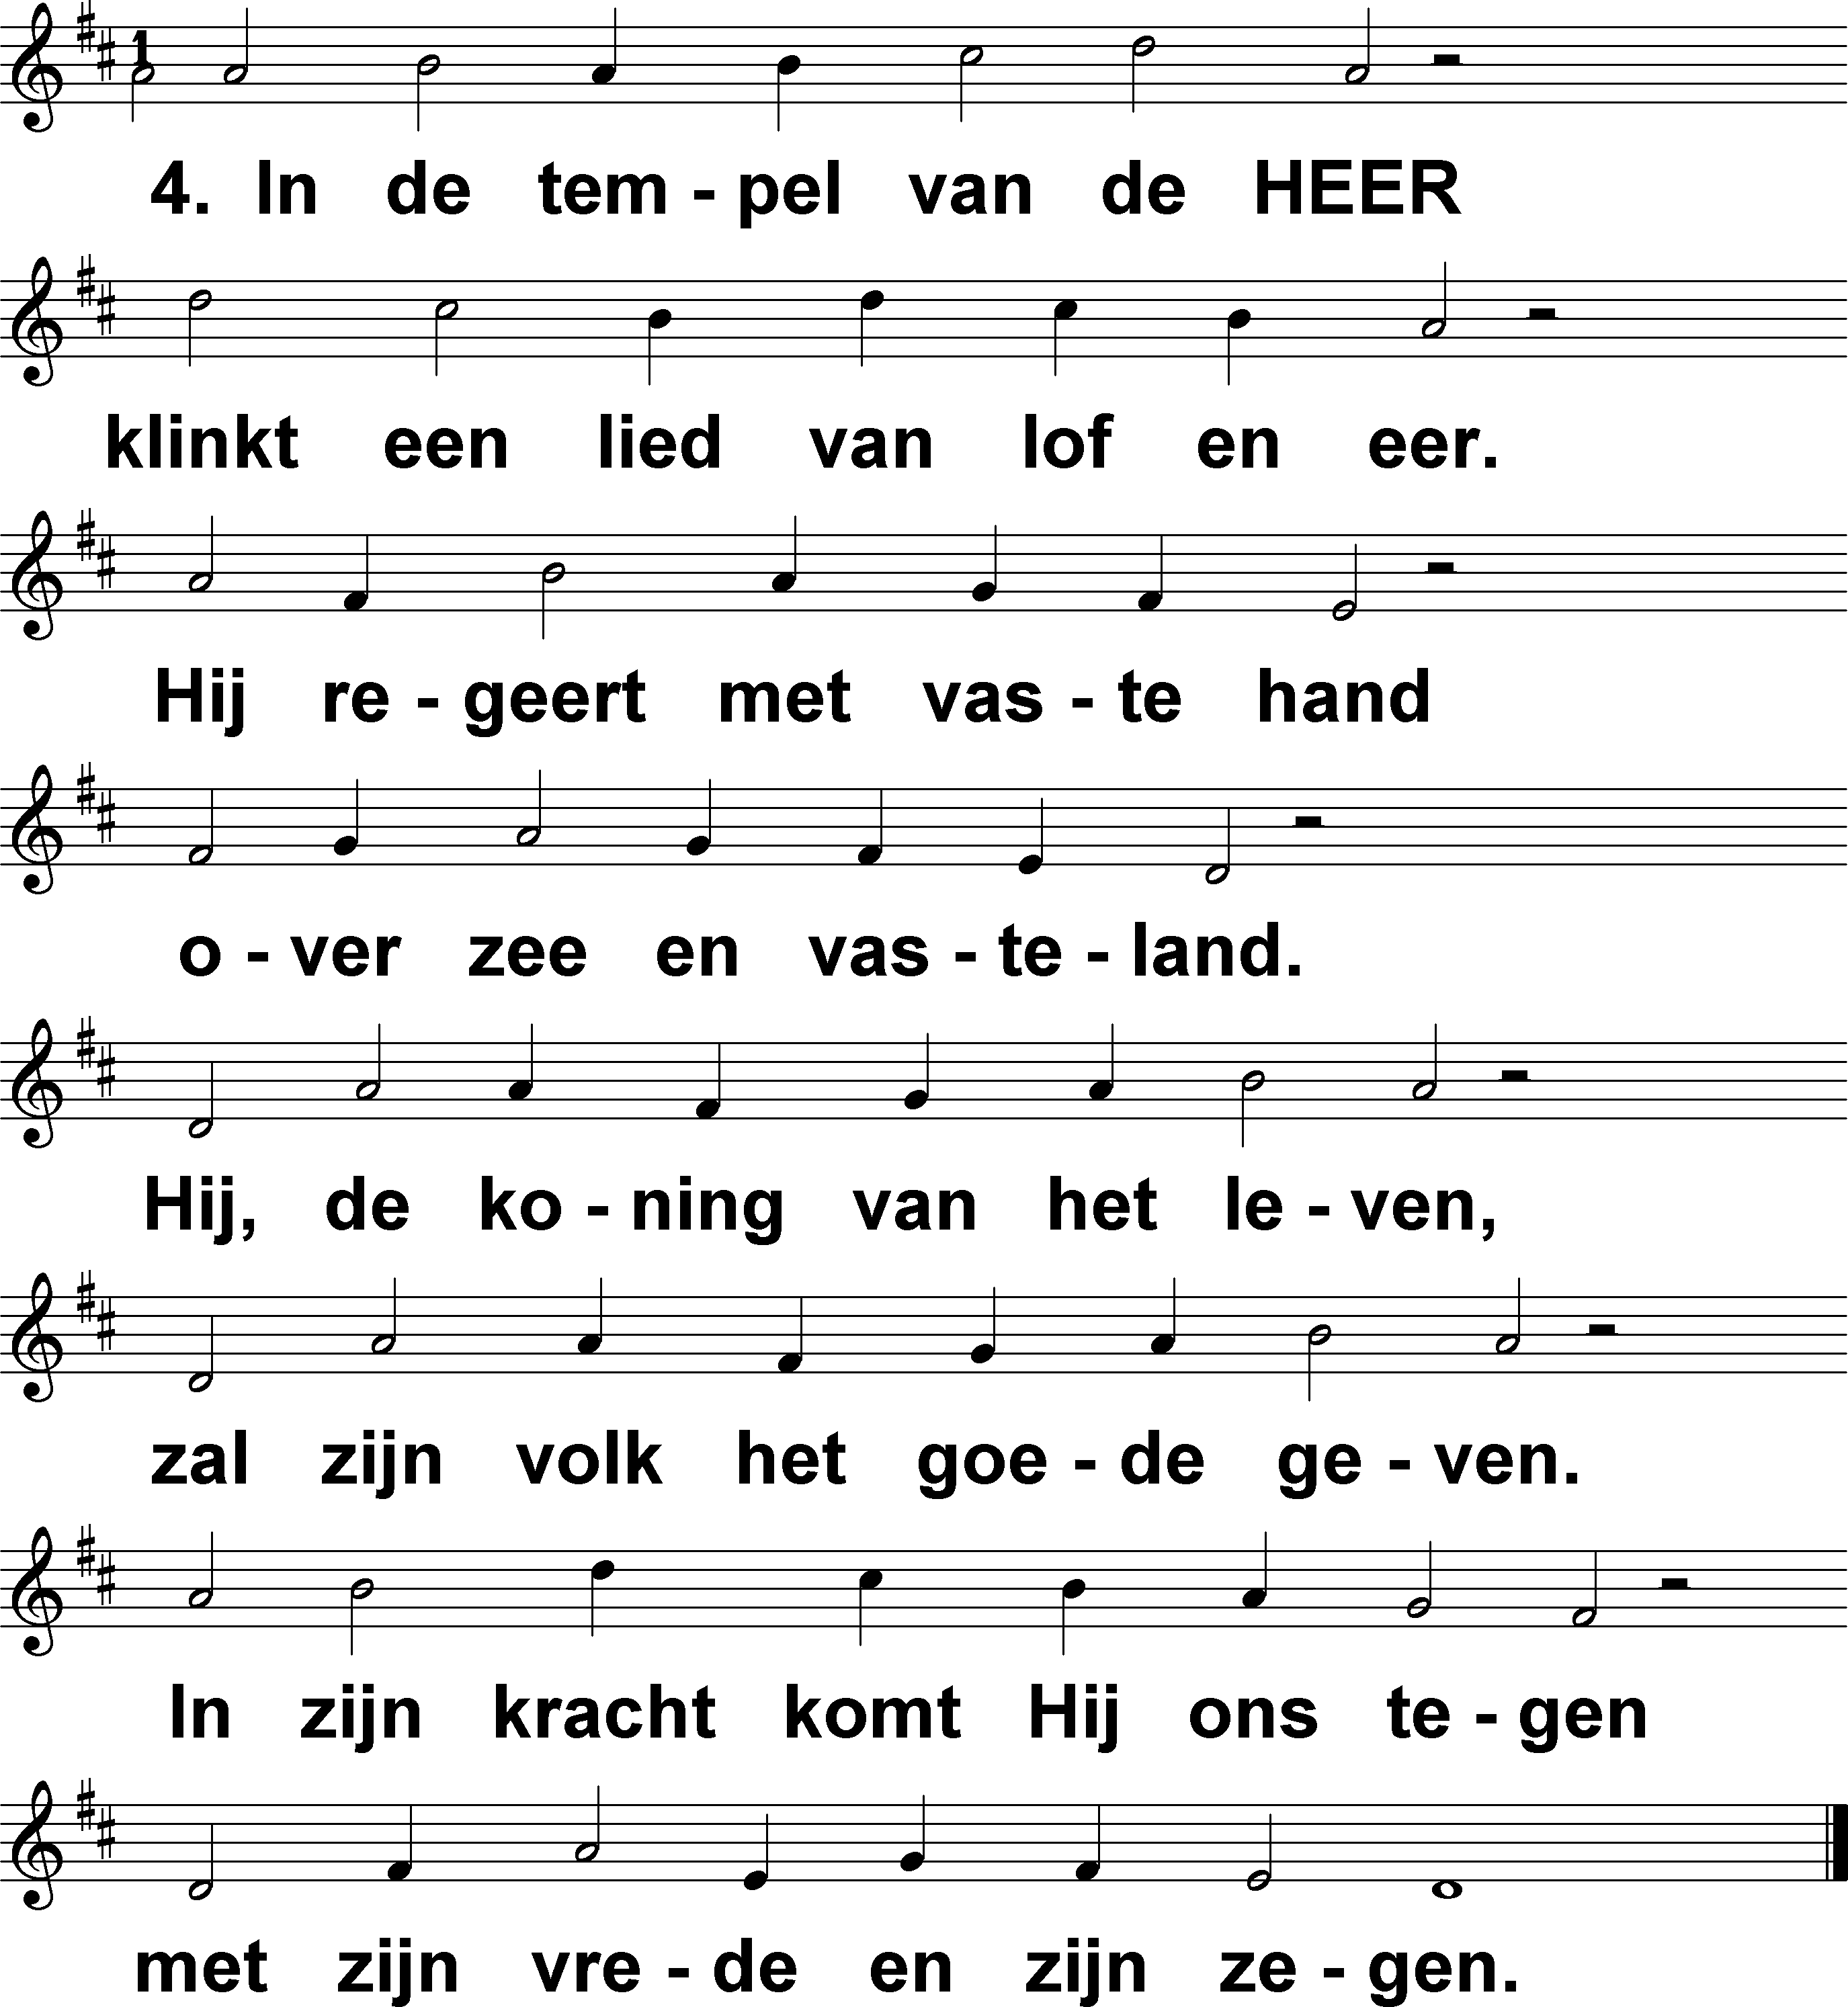 1
4. In de tem - pel van de HEER
klinkt een lied van lof en eer.
Hij re - geert met vas - te hand
o - ver zee en vas - te - land.
Hij, de ko - ning van het le - ven,
zal zijn volk het goe - de ge - ven.
In zijn kracht komt Hij ons te - gen
met zijn vre - de en zijn ze - gen.